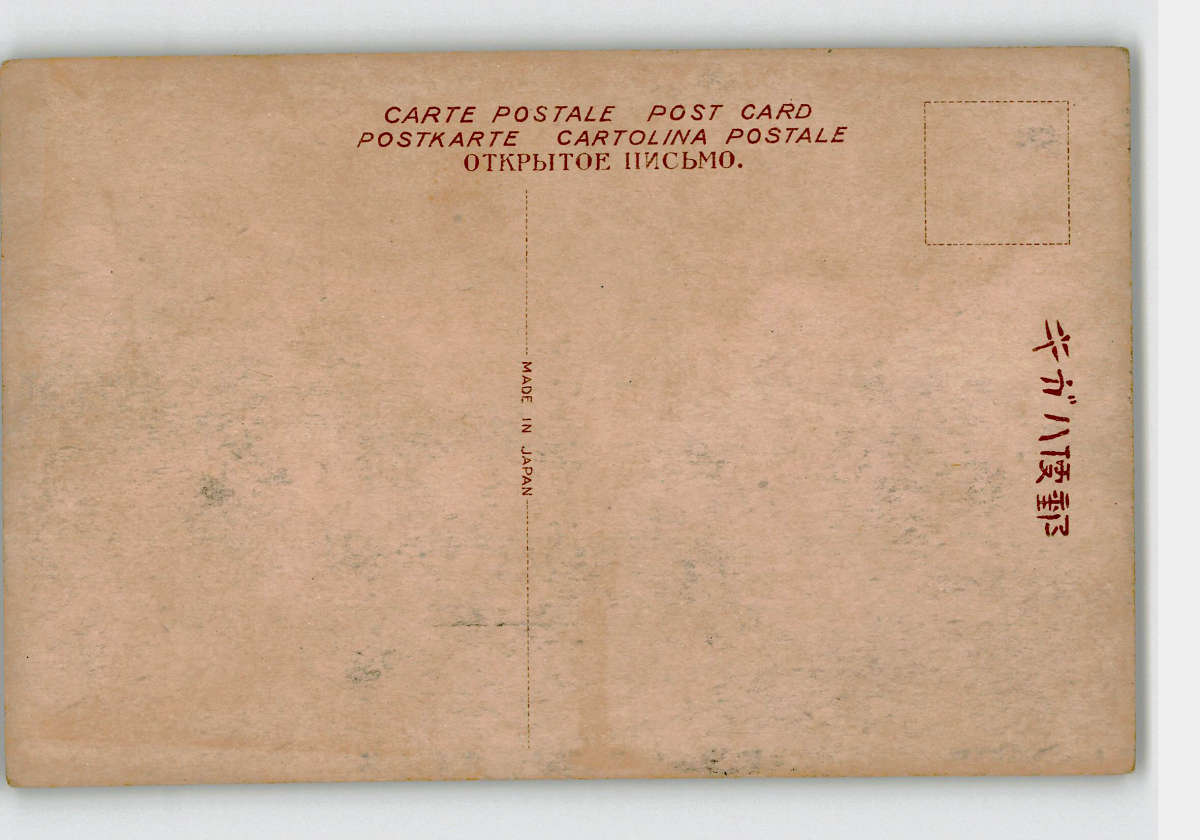 CARTE POSTALE POST CARD
POSTKARTE CARTOLINA POSTALE
ОТКРЫТОЕ ПИСЬМО.
MADE IN JAPAN
キガハ便郵